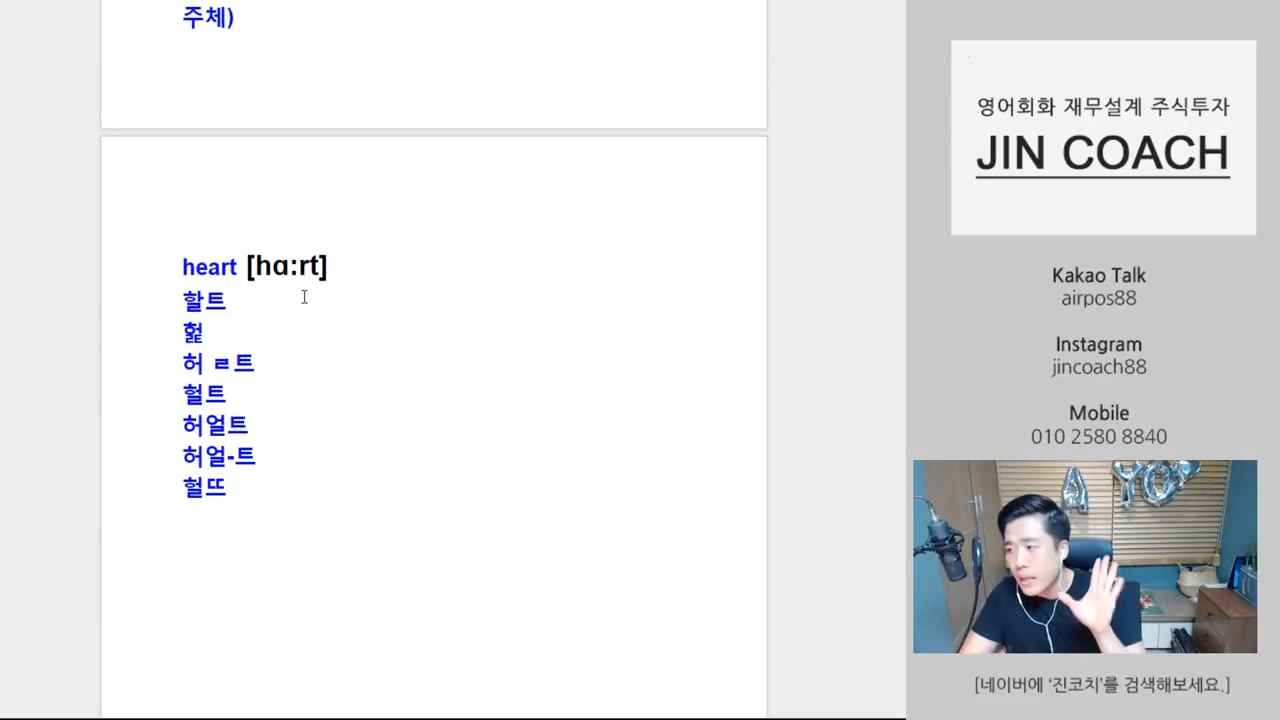 주체)
heart [hɑ:rt]
할트
헕
허 ㄹ트
헐트
허얼트
허얼-트
헐뜨
영어회화 재무설계 주식투자
JIN COACH
Kakao Talk
airpos88
Instagram
jincoach88
Mobile
010 2580 8840
A YO
[네이버에 ‘진코치’를 검색해보세요.]